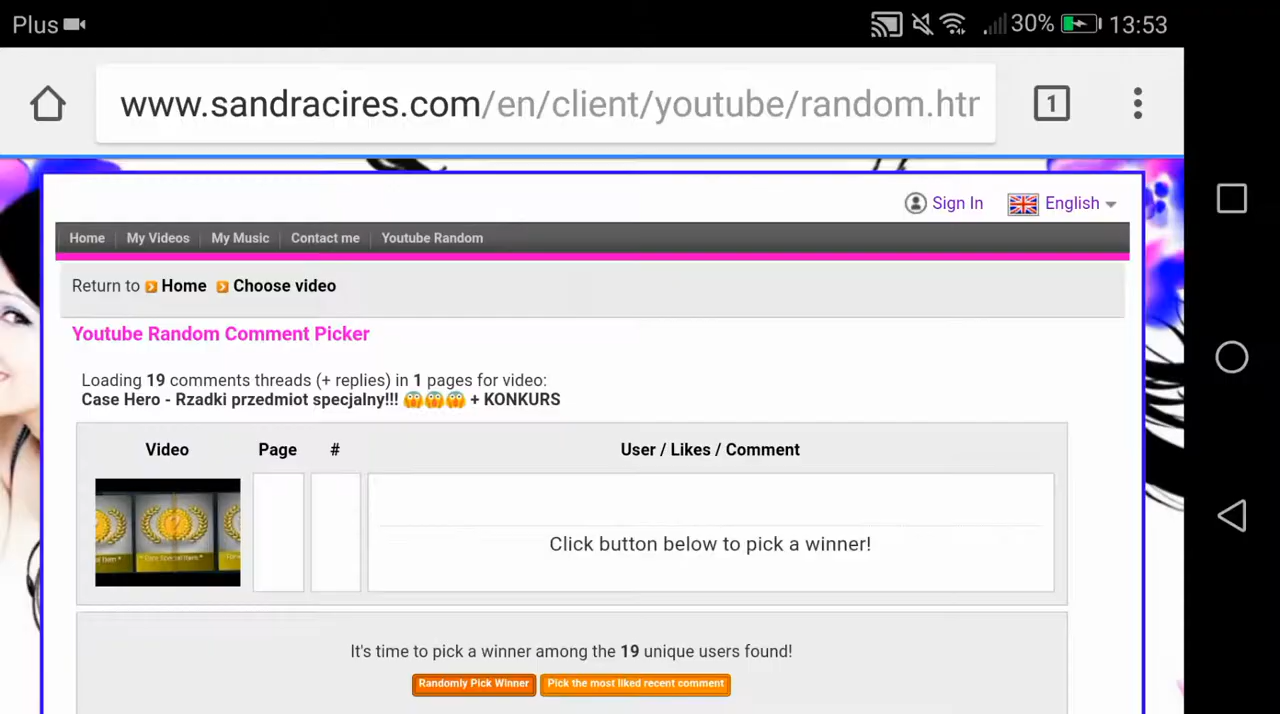 Plus 30% 13:53
www.sandracires.com/en/client/youtube/random.htr 1
Sign In English
Home My Videos My Music Contact me Youtube Random
Return to Home Choose video
Youtube Random Comment Picker
Loading 19 comments threads (+ replies) in 1 pages for video:
Case Hero - Rzadki przedmiot specjalny!!! 😱😱😱 + KONKURS
Video Page # User / Likes / Comment
Click button below to pick a winner!
It's time to pick a winner among the 19 unique users found!
Randomly Pick Winner Pick the most liked recent comment